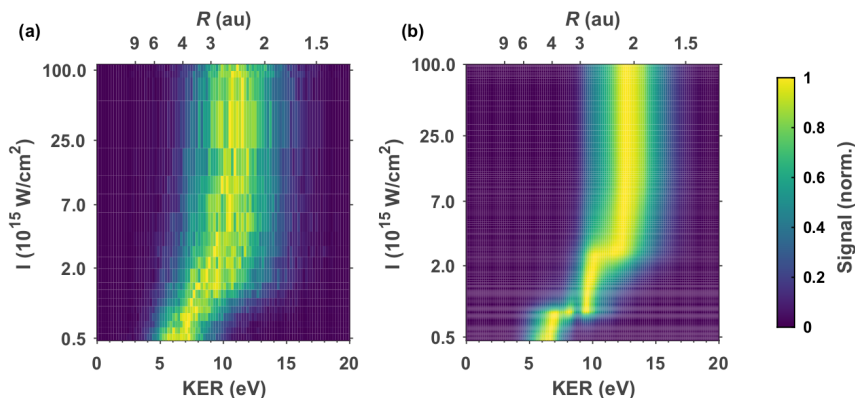 (a)
R (au)
9 6 4 3 2 1.5
100.0
25.0
7.0
2.0
0.5
I (10^15 W/cm^2)
0 5 10 15 20
KER (eV)
(b)
R (au)
9 6 4 3 2 1.5
100.0
25.0
7.0
2.0
0.5
I (10^15 W/cm^2)
0 5 10 15 20
KER (eV)
1
0.8
0.6
0.4
0.2
0
Signal (norm.)